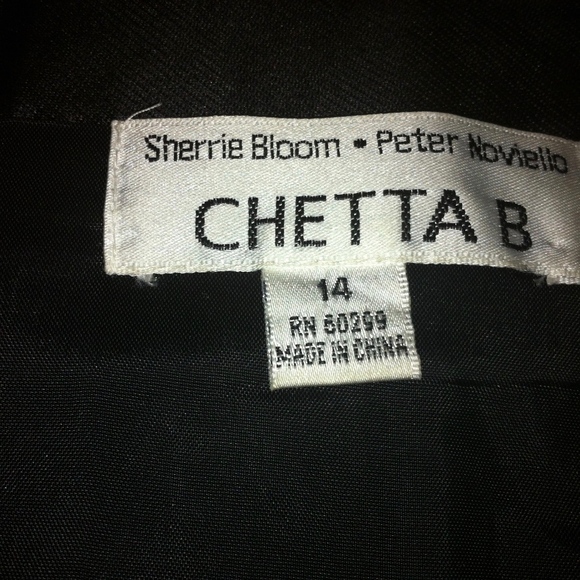 Sherrie Bloom • Peter Noviello
CHETTA B
14
RN 60299
MADE IN CHINA